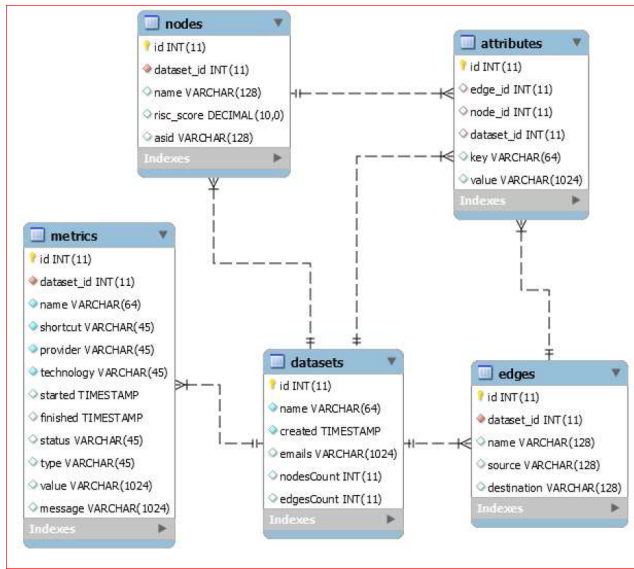 nodes
id INT(11)
dataset_id INT(11)
name VARCHAR(128)
risc_score DECIMAL(10,0)
asid VARCHAR(128)
Indexes
attributes
id INT(11)
edge_id INT(11)
node_id INT(11)
dataset_id INT(11)
key VARCHAR(64)
value VARCHAR(1024)
Indexes
metrics
id INT(11)
dataset_id INT(11)
name VARCHAR(64)
shortcut VARCHAR(45)
provider VARCHAR(45)
technology VARCHAR(45)
started TIMESTAMP
finished TIMESTAMP
status VARCHAR(45)
type VARCHAR(45)
value VARCHAR(1024)
message VARCHAR(1024)
Indexes
datasets
id INT(11)
name VARCHAR(64)
created TIMESTAMP
emails VARCHAR(1024)
nodesCount INT(11)
edgesCount INT(11)
Indexes
edges
id INT(11)
dataset_id INT(11)
name VARCHAR(128)
source VARCHAR(128)
destination VARCHAR(128)
Indexes